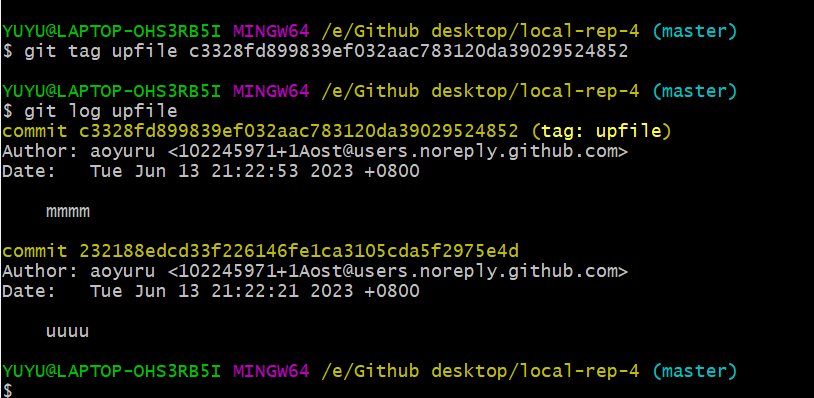 YUYU@LAPTOP-OHS3RB5I MINGW64 /e/Github desktop/local-rep-4 (master)
$ git tag upfile c3328fd899839ef032aac783120da39029524852
YUYU@LAPTOP-OHS3RB5I MINGW64 /e/Github desktop/local-rep-4 (master)
$ git log upfile
commit c3328fd899839ef032aac783120da39029524852 (tag: upfile)
Author: aoyuru <102245971+1Aost@users.noreply.github.com>
Date:   Tue Jun 13 21:22:53 2023 +0800
    mmmm
commit 232188edcd33f226146fe1ca3105cda5f2975e4d
Author: aoyuru <102245971+1Aost@users.noreply.github.com>
Date:   Tue Jun 13 21:22:21 2023 +0800
    uuuu
YUYU@LAPTOP-OHS3RB5I MINGW64 /e/Github desktop/local-rep-4 (master)
$